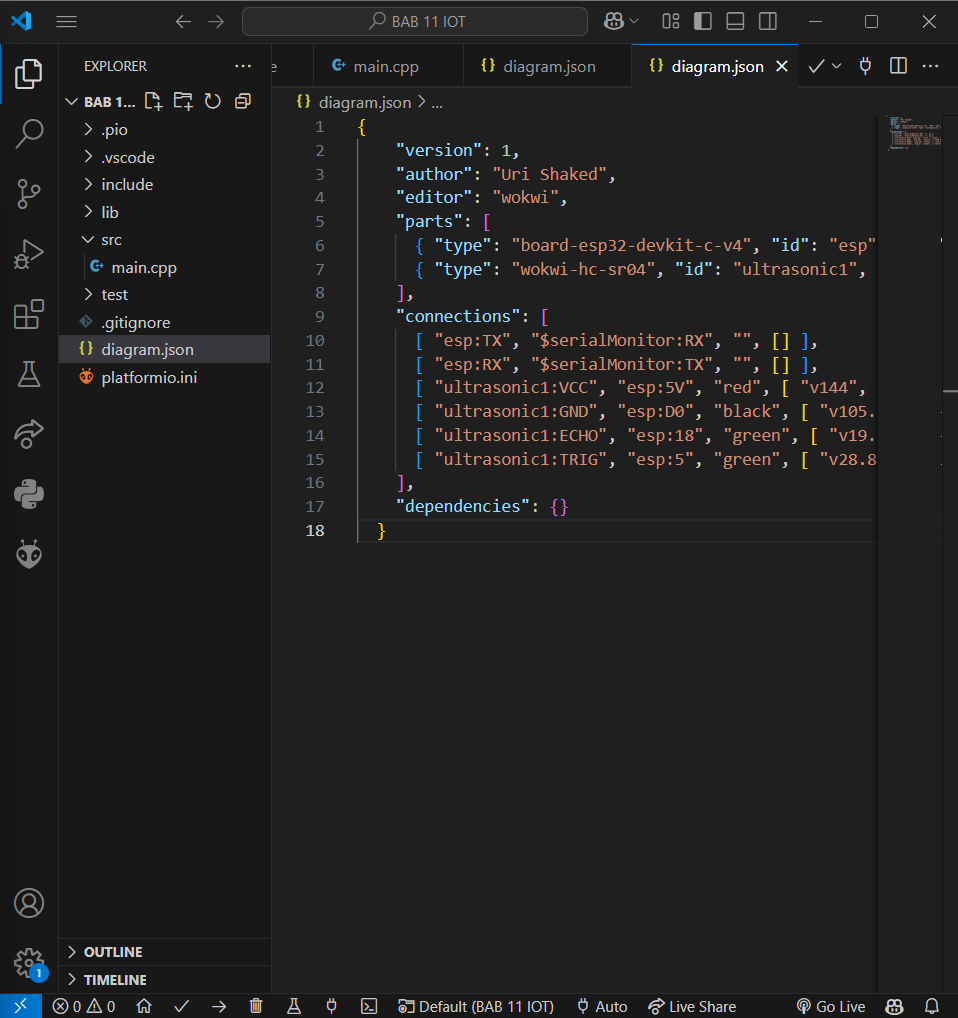 BAB 11 IOT
EXPLORER
e
main.cpp
{} diagram.json
{} diagram.json
BAB 1...
.pio
.vscode
include
lib
src
main.cpp
test
.gitignore
{} diagram.json
platformio.ini
OUTLINE
TIMELINE
{} diagram.json > ...
1 {
2 "version": 1,
3 "author": "Uri Shaked",
4 "editor": "wokwi",
5 "parts": [
6 { "type": "board-esp32-devkit-c-v4", "id": "esp"
7 { "type": "wokwi-hc-sr04", "id": "ultrasonic1",
8 ],
9 "connections": [
10 [ "esp:TX", "$serialMonitor:RX", "", [] ],
11 [ "esp:RX", "$serialMonitor:TX", "", [] ],
12 [ "ultrasonic1:VCC", "esp:5V", "red", [ "v144",
13 [ "ultrasonic1:GND", "esp:D0", "black", [ "v105.
14 [ "ultrasonic1:ECHO", "esp:18", "green", [ "v19.
15 [ "ultrasonic1:TRIG", "esp:5", "green", [ "v28.8
16 ],
17 "dependencies": {}
18 }
1
0 0 Default (BAB 11 IOT) Auto Live Share Go Live